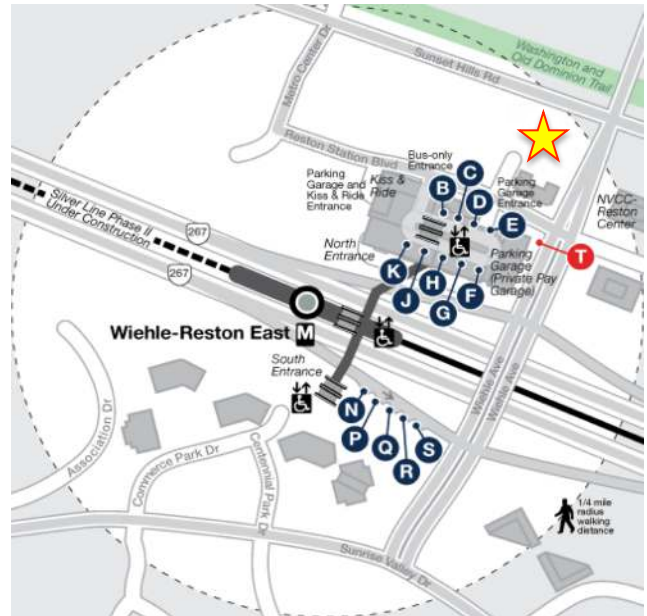 Washington and
Old Dominion Trail
Sunset Hills Rd
Metro Center Dr
Reston Station Blvd
Bus-only
Entrance
C
B
Kiss &
Ride
Parking
Garage and
Kiss & Ride
Entrance
Parking
Garage
Entrance
D
E
NVCC-
Reston
Center
T
Silver Line Phase II
Under Construction
267
267
North
Entrance
K
J
H
G
F
Parking
Garage
(Private Pay
Garage)
Wiehle-Reston East M
South
Entrance
Wiehle Ave
Wiehle Ave
N
P
Q
R
S
Association Dr
Commerce Park Dr
Centennial Park Dr
Sunrise Valley Dr
1/4 mile
radius
walking
distance